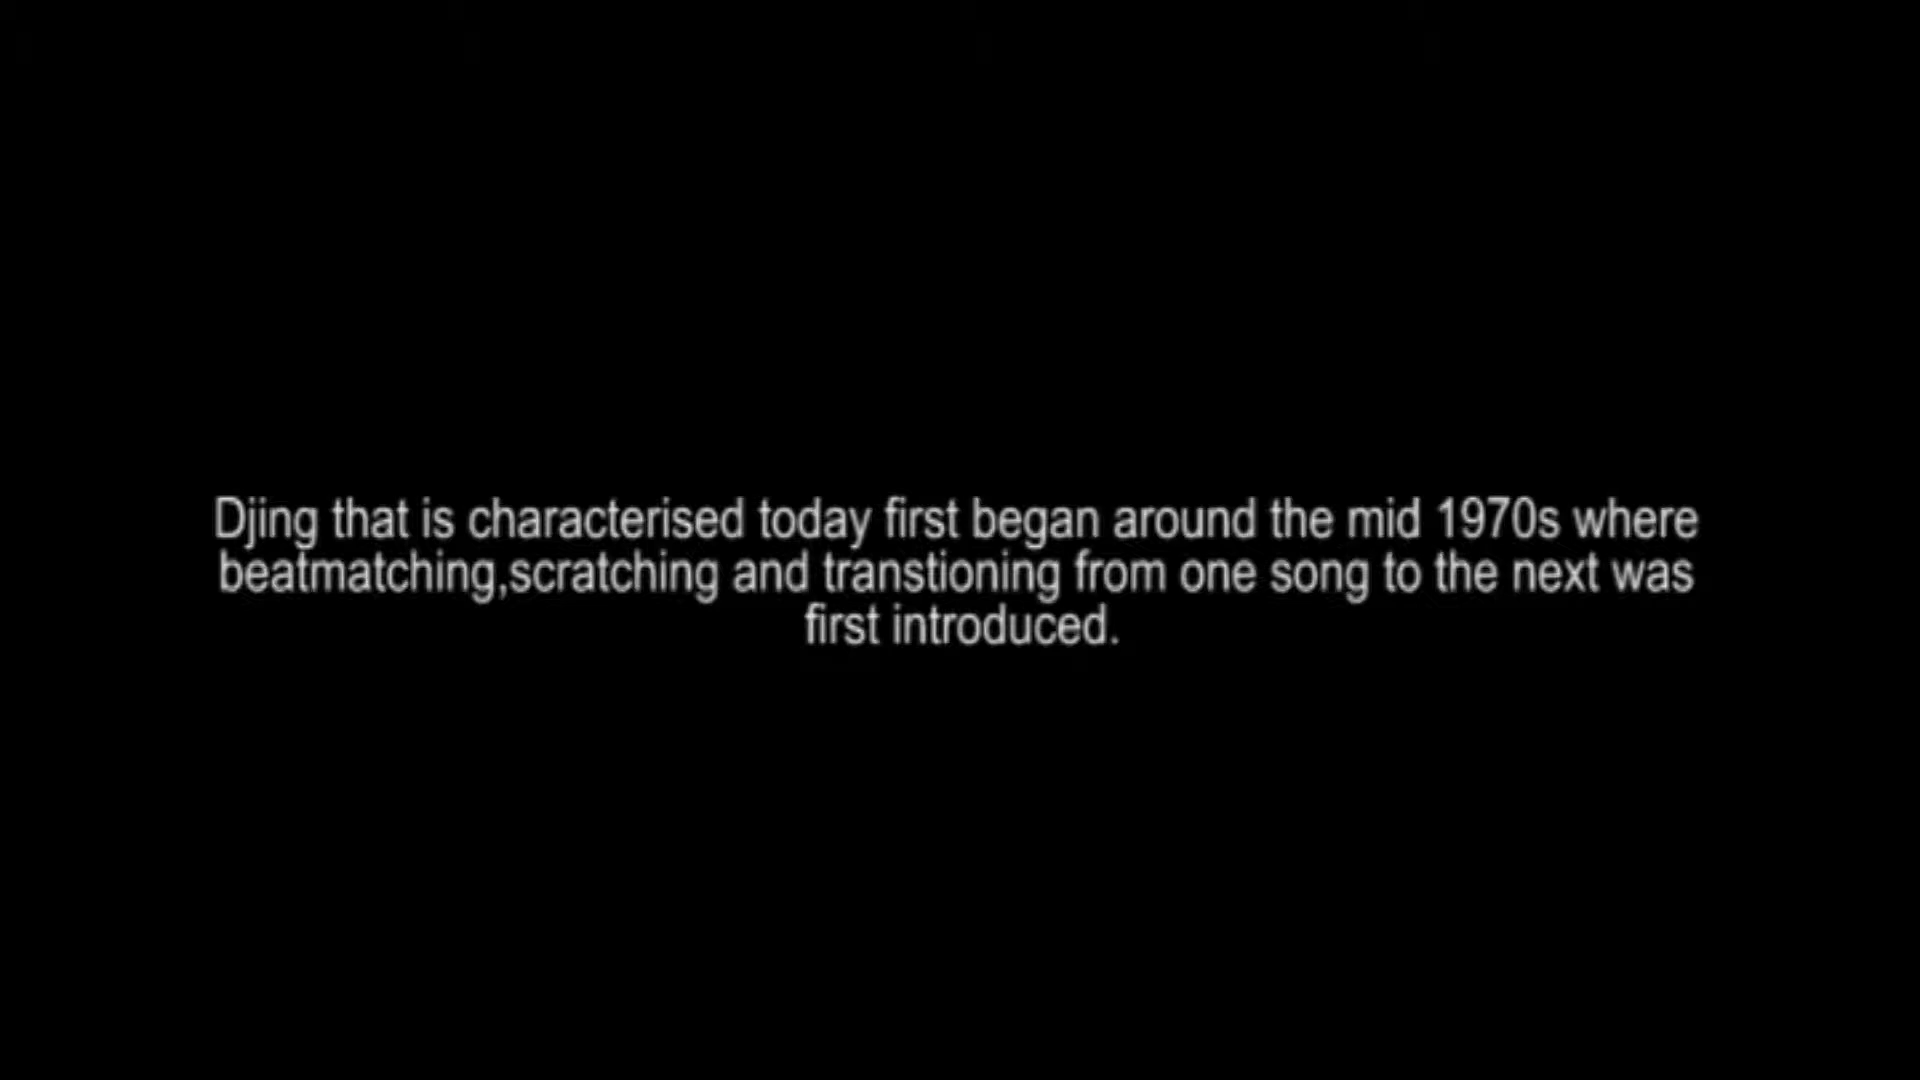 Djing that is characterised today first began around the mid 1970s where
beatmatching,scratching and transtioning from one song to the next was
first introduced.